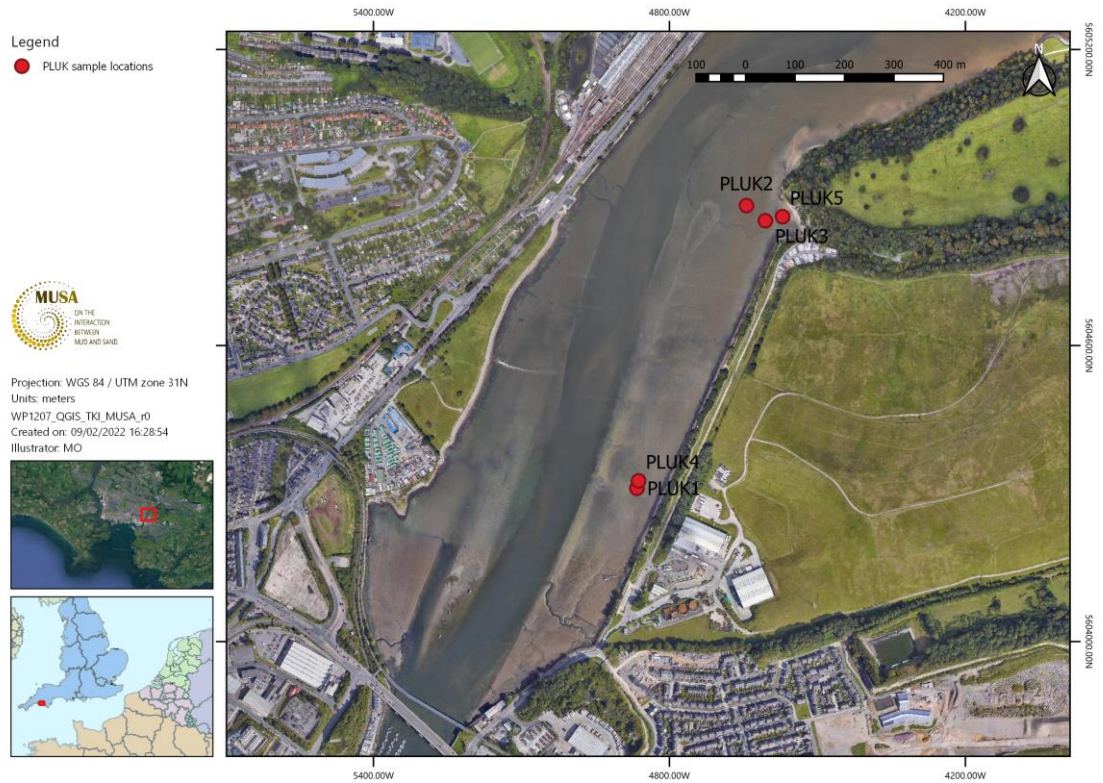 Legend
PLUK sample locations
MUSA
ON THE
INTERACTION
BETWEEN
MUD AND SAND
Projection: WGS 84 / UTM zone 31N
Units: meters
WP1207_QGIS_TKI_MUSA_r0
Created on: 09/02/2022 16:28:54
Illustrator: MO
5400.00W
4800.00W
4200.00W
5605200.00N
N
100 0 100 200 300 400 m
PLUK2
PLUK5
PLUK3
5604600.00N
PLUK4
PLUK1
5604000.00N
5400.00W
4800.00W
4200.00W